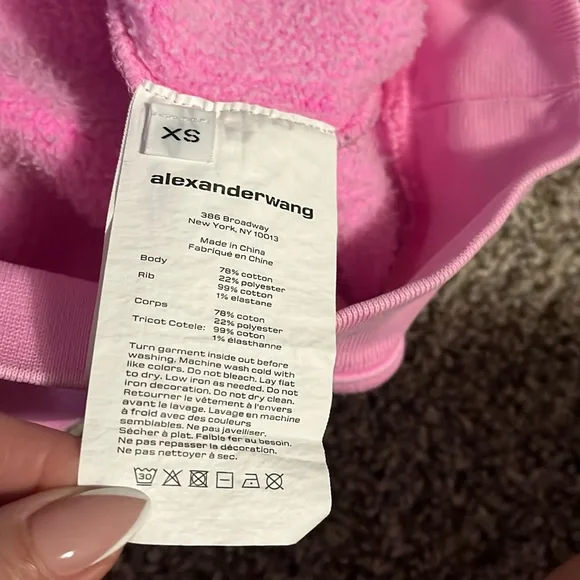 XS
alexanderwang
386 Broadway
New York, NY 10013
Made in China
Fabriqué en Chine
Body 78% cotton
22% polyester
Rib 99% cotton
1% elastane
Corps 78% cotton
22% polyester
Tricot Cotele: 99% cotton
1% élasthanne
Turn garment inside out before
washing. Machine wash cold with
like colors. Do not bleach. Lay flat
to dry. Low iron as needed. Do not
iron decoration. Do not dry clean.
Retourner le vêtement à l'envers
avant le lavage. Lavage en machine
à froid avec des couleurs
semblables. Ne pas javelliser.
Sécher à plat. Faible fer au besoin.
Ne pas repasser la décoration.
Ne pas nettoyer à sec.
30